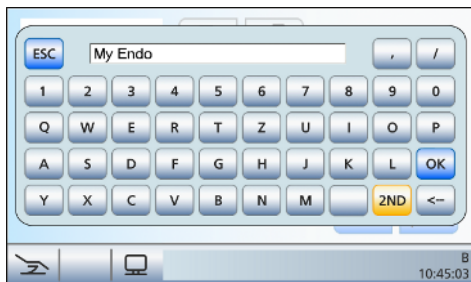 ESC My Endo , /
1 2 3 4 5 6 7 8 9 0
Q W E R T Z U I O P
A S D F G H J K L OK
Y X C V B N M 2ND <--
B
10:45:03